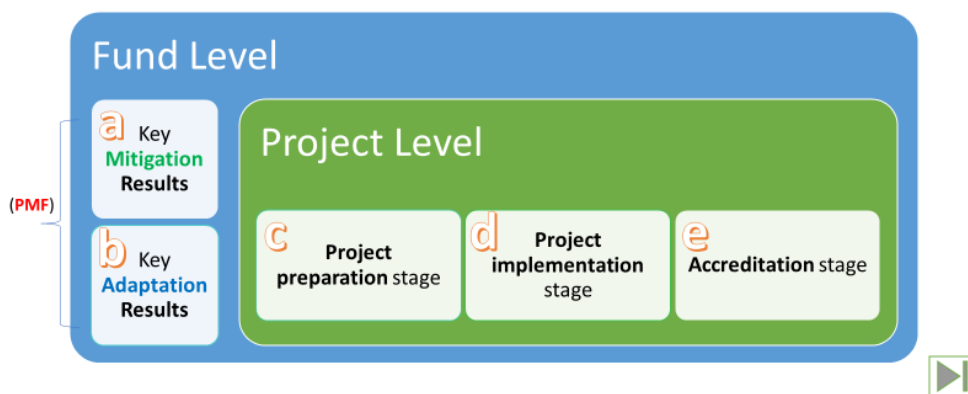 Fund Level
a
Key
Mitigation
Results
(PMF)
b
Key
Adaptation
Results
Project Level
c
Project
preparation stage
d
Project
implementation
stage
e
Accreditation stage